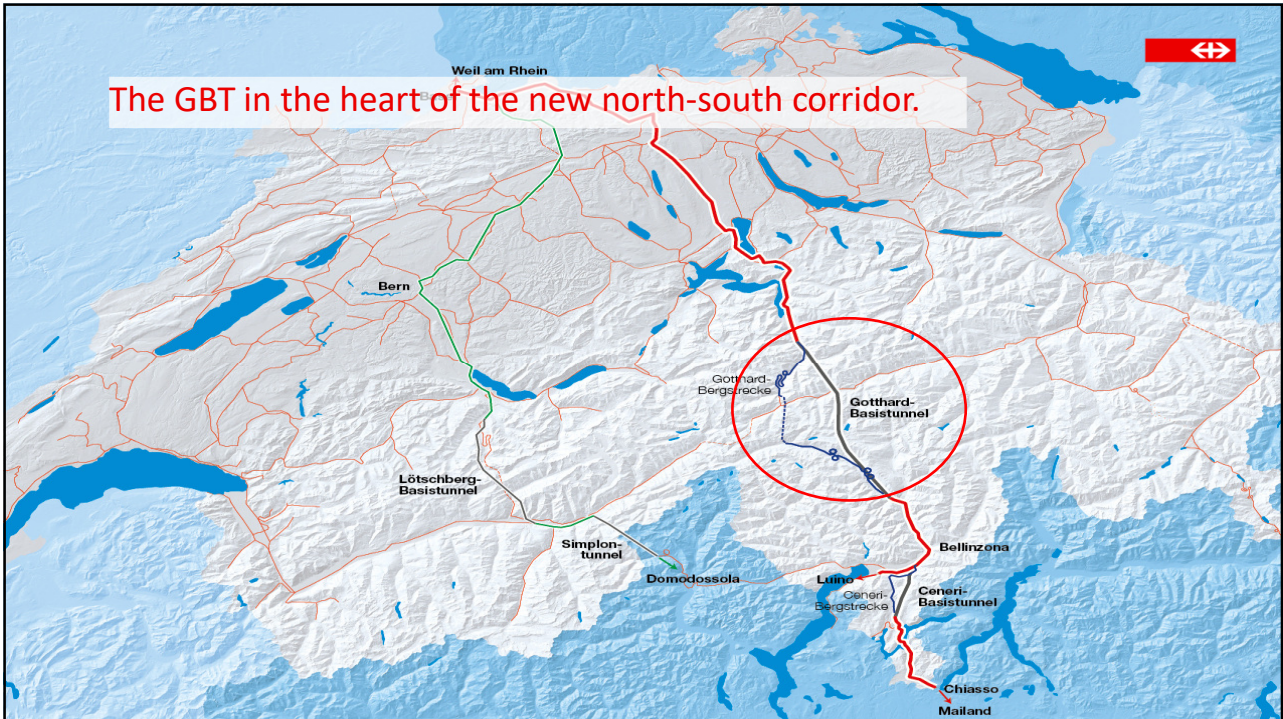 Weil am Rhein
The GBT in the heart of the new north-south corridor.
Bern
Gotthard-
Bergstrecke
Gotthard-
Basistunnel
Lötschberg-
Basistunnel
Simplon-
tunnel
Domodossola
Bellinzona
Luino
Ceneri-
Bergstrecke
Ceneri-
Basistunnel
Chiasso
Mailand